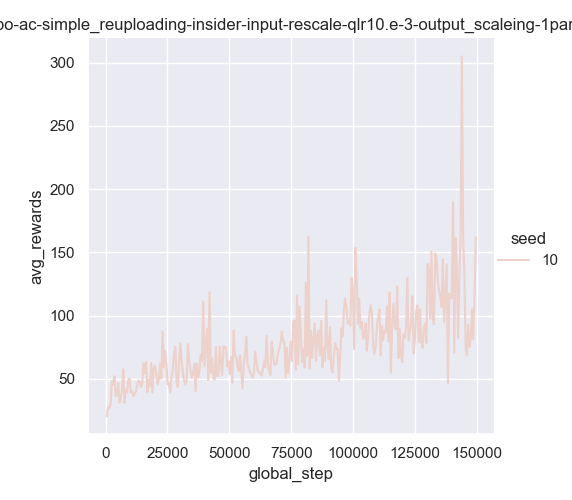 oo-ac-simple_reuploading-insider-input-rescale-qlr10.e-3-output_scaleing-1par
300
250
200
150
100
50
avg_rewards
0 25000 50000 75000 100000 125000 150000
global_step
seed
10